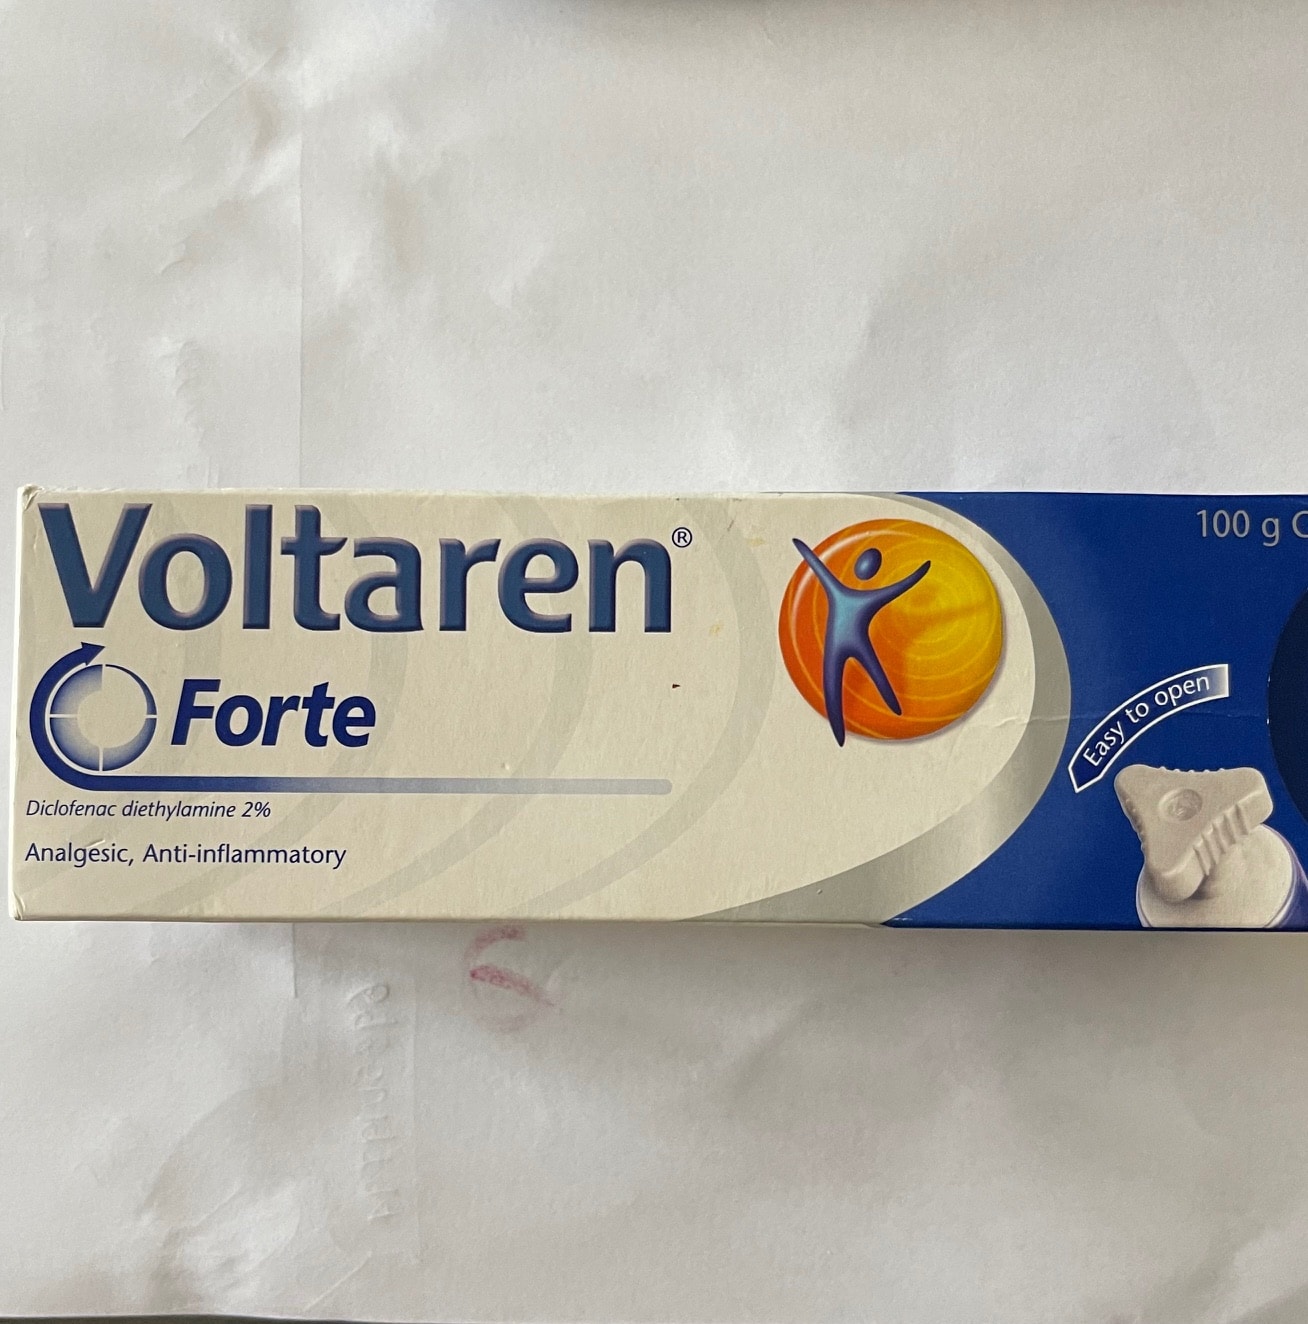 Voltaren®
Forte
Diclofenac diethylamine 2%
Analgesic, Anti-inflammatory
100 g
Easy to open